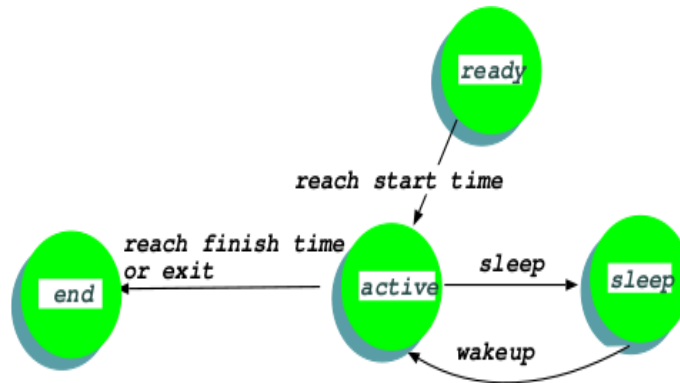 ready
reach start time
reach finish time
or exit
sleep
end
active
sleep
wakeup